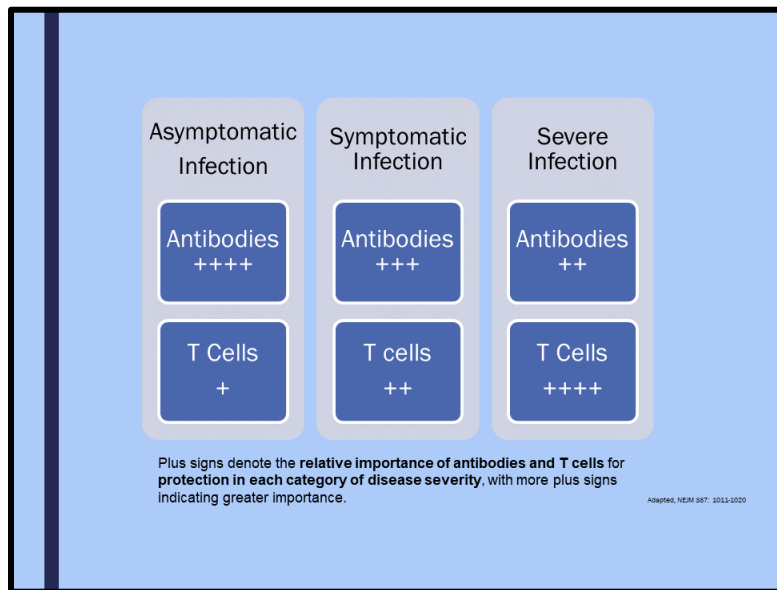 Asymptomatic
Infection
Antibodies
++++
T Cells
+
Symptomatic
Infection
Antibodies
+++
T cells
++
Severe
Infection
Antibodies
++
T Cells
++++
Plus signs denote the relative importance of antibodies and T cells for
protection in each category of disease severity, with more plus signs
indicating greater importance.
Adapted, NEJM 387: 1011-1020